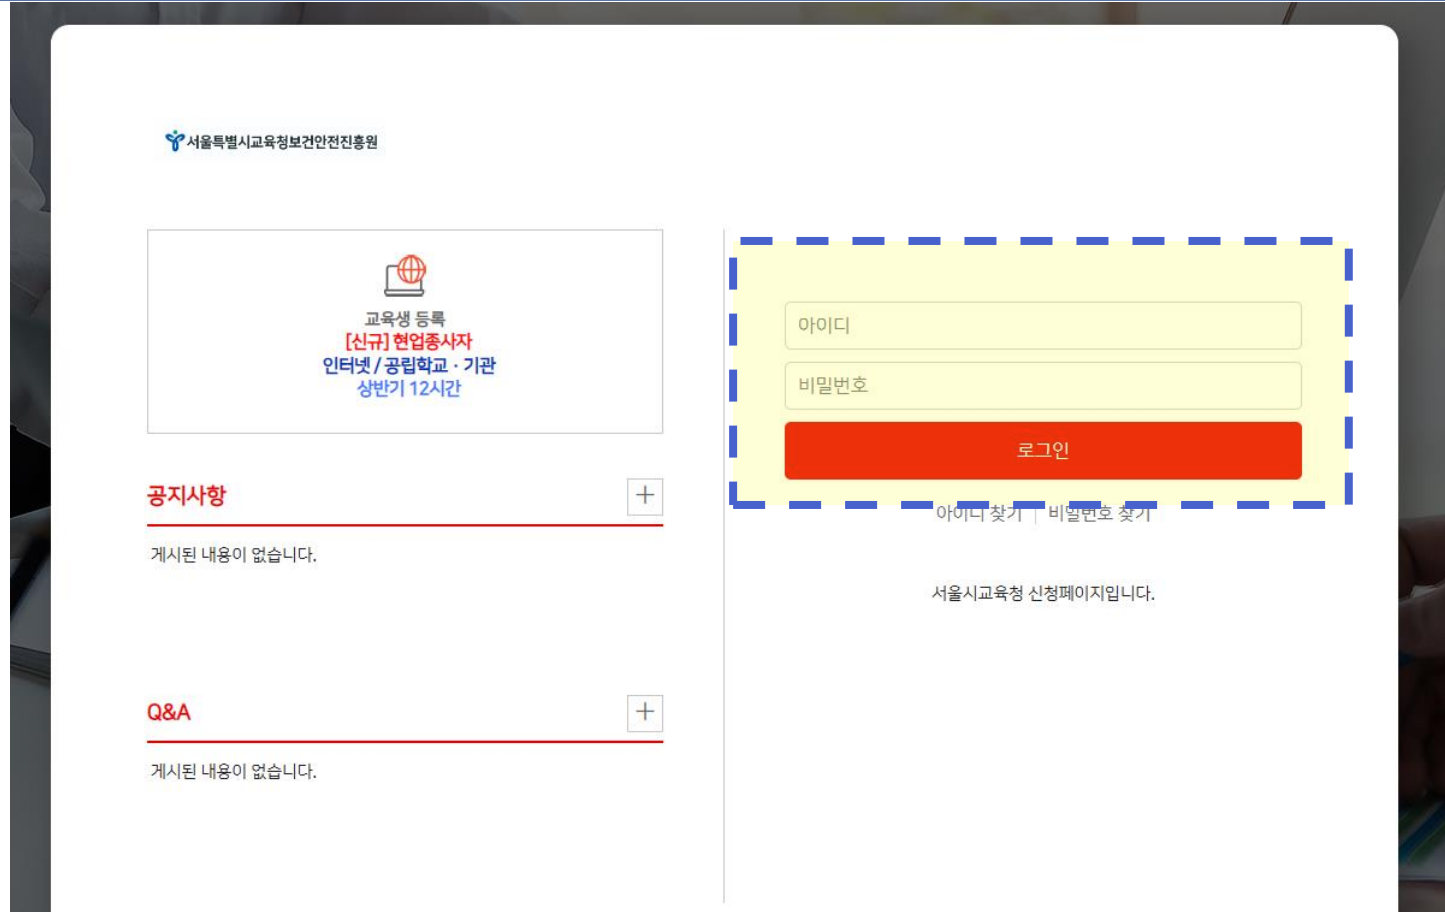 서울특별시교육청보건안전진흥원
교육생 등록
[신규] 현업종사자
인터넷 / 공립학교 · 기관
상반기 12시간
공지사항
게시된 내용이 없습니다.
Q&A
게시된 내용이 없습니다.
아이디
비밀번호
로그인
아이디 찾기 | 비밀번호 찾기
서울시교육청 신청페이지입니다.